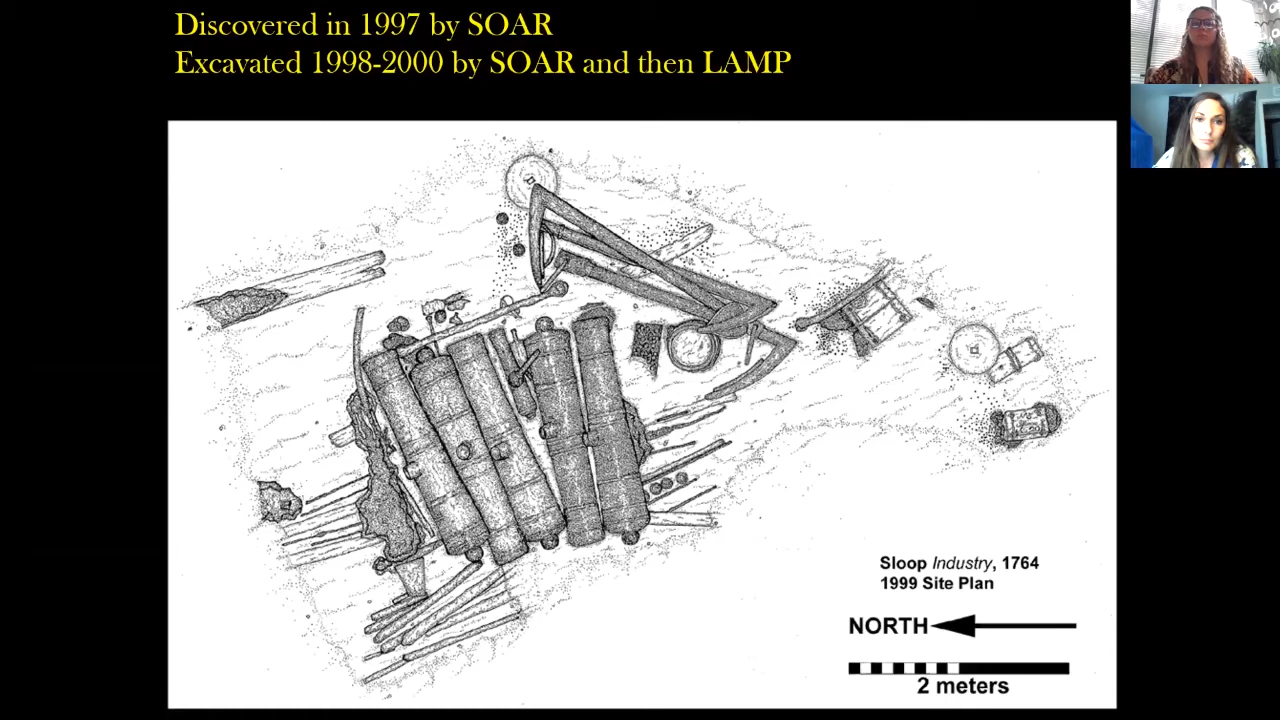 Discovered in 1997 by SOAR
Excavated 1998-2000 by SOAR and then LAMP
Sloop Industry, 1764
1999 Site Plan
NORTH
2 meters